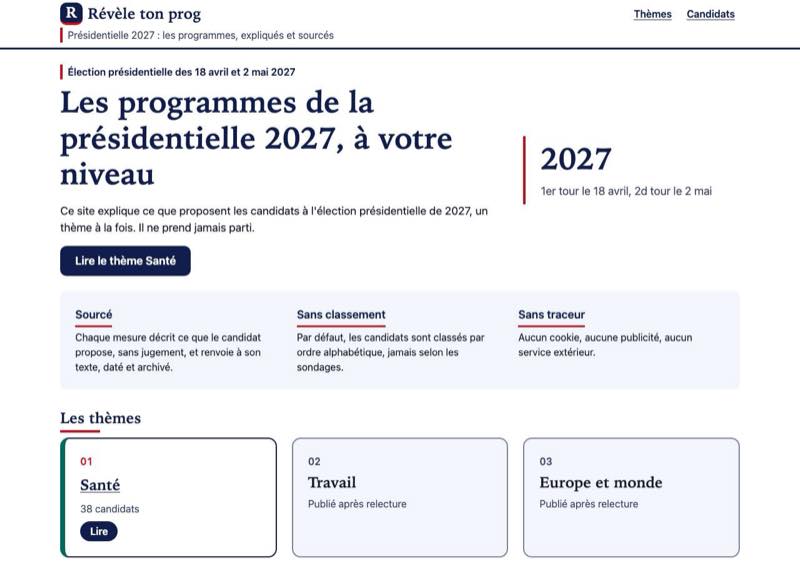 R Révèle ton prog
Thèmes Candidats
Présidentielle 2027 : les programmes, expliqués et sourcés
Élection présidentielle des 18 avril et 2 mai 2027
Les programmes de la
présidentielle 2027, à votre
niveau
Ce site explique ce que proposent les candidats à l'élection présidentielle de 2027, un
thème à la fois. Il ne prend jamais parti.
Lire le thème Santé
2027
1er tour le 18 avril, 2d tour le 2 mai
Sourcé
Chaque mesure décrit ce que le candidat
propose, sans jugement, et renvoie à son
texte, daté et archivé.
Sans classement
Par défaut, les candidats sont classés par
ordre alphabétique, jamais selon les
sondages.
Sans traceur
Aucun cookie, aucune publicité, aucun
service extérieur.
Les thèmes
01
Santé
38 candidats
Lire
02
Travail
Publié après relecture
03
Europe et monde
Publié après relecture